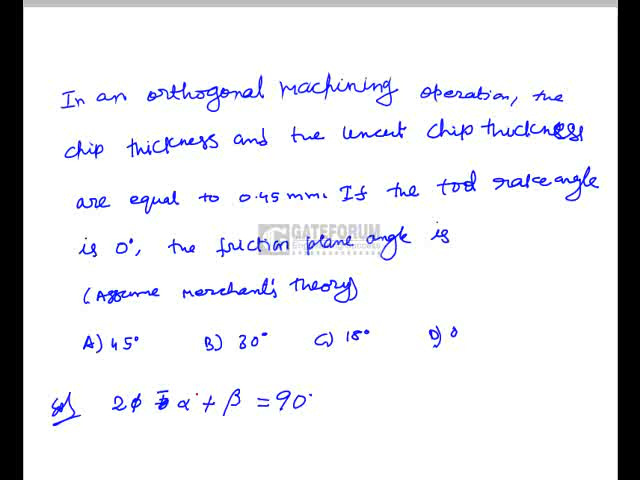 In an orthogonal machining operation, the
chip thickness and the uncut chip thickness
are equal to 0.45 mm. If the tool rake angle
GATEFORUM
is 0°, the friction plane angle is
(Assume Merchant's theory)
A) 45° B) 30° C) 18° D) 0
Sol 2φ - α + β = 90°